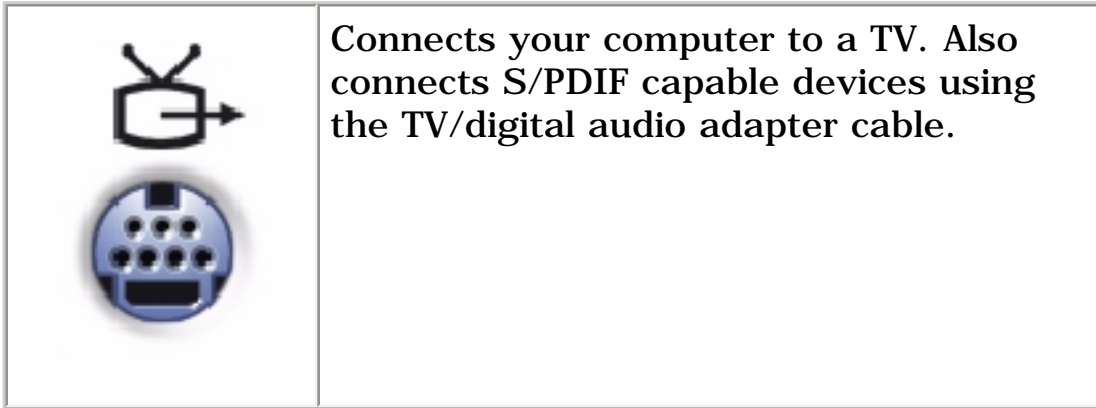 Connects your computer to a TV. Also
connects S/PDIF capable devices using
the TV/digital audio adapter cable.